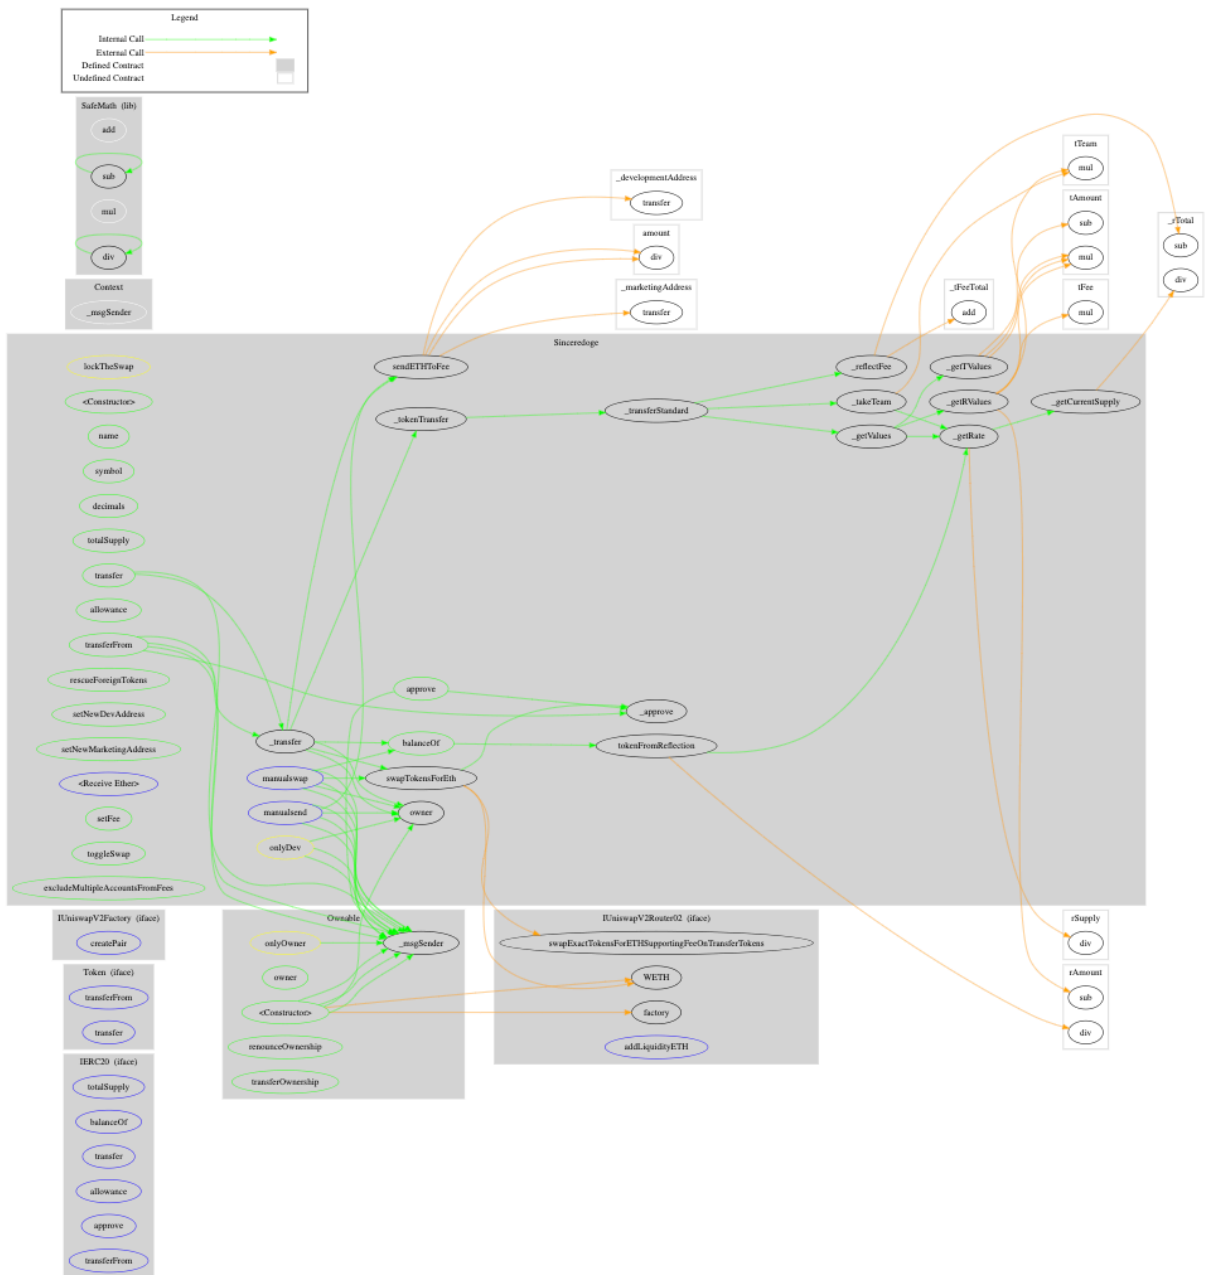 Legend
Internal Call
External Call
Defined Contract
Undefined Contract
SafeMath (lib)
add
sub
mul
div
Context
_msgSender
_developmentAddress
transfer
amount
div
_marketingAddress
transfer
_tFeeTotal
add
tTeam
mul
tAmount
sub
mul
tFee
mul
_rTotal
sub
div
Sinceredoge
lockTheSwap
<Constructor>
name
symbol
decimals
totalSupply
transfer
allowance
transferFrom
rescueForeignTokens
setNewDevAddress
setNewMarketingAddress
<Receive Ether>
setFee
toggleSwap
excludeMultipleAccountsFromFees
_transfer
manualswap
manualsend
onlyDev
sendETHToFee
_tokenTransfer
approve
balanceOf
swapTokensForEth
owner
_transferStandard
_approve
tokenFromReflection
_reflectFee
_takeTeam
_getValues
_getTValues
_getRValues
_getRate
_getCurrentSupply
IUniswapV2Factory (iface)
createPair
Token (iface)
transferFrom
transfer
IERC20 (iface)
totalSupply
balanceOf
transfer
allowance
approve
transferFrom
Ownable
onlyOwner
owner
<Constructor>
renounceOwnership
transferOwnership
_msgSender
IUniswapV2Router02 (iface)
swapExactTokensForETHSupportingFeeOnTransferTokens
WETH
factory
addLiquidityETH
rSupply
div
rAmount
sub
div